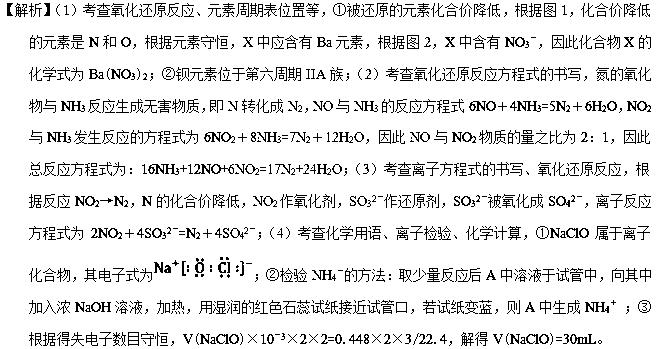 【解析】(1) 考查氧化还原反应、元素周期表位置等，①被还原的元素化合价降低，根据图 1，化合价降低
的元素是 N 和 O，根据元素守恒，X 中应含有 Ba 元素，根据图 2，X 中含有 NO₃⁻，因此化合物 X 的
化学式为 Ba(NO₃)₂；②钡元素位于第六周期 IIA 族；(2) 考查氧化还原反应方程式的书写，氮的氧化
物与 NH₃ 反应生成无害物质，即 N 转化成 N₂，NO 与 NH₃ 的反应方程式 6NO＋4NH₃=5N₂＋6H₂O，NO₂
与 NH₃ 发生反应的方程式为 6NO₂＋8NH₃=7N₂＋12H₂O，因此 NO 与 NO₂ 物质的量之比为 2：1，因此
总反应方程式为：16NH₃+12NO+6NO₂=17N₂+24H₂O；(3) 考查离子方程式的书写、氧化还原反应，根
据反应 NO₂→N₂，N 的化合价降低，NO₂ 作氧化剂，SO₃²⁻作还原剂，SO₃²⁻被氧化成 SO₄²⁻，离子反应
方程式为 2NO₂＋4SO₃²⁻=N₂＋4SO₄²⁻；(4) 考查化学用语、离子检验、化学计算，①NaClO 属于离子
化合物，其电子式为Na⁺[:Ö:Cl:]⁻；②检验 NH₄⁻的方法：取少量反应后 A 中溶液于试管中，向其中
加入浓 NaOH 溶液，加热，用湿润的红色石蕊试纸接近试管口，若试纸变蓝，则 A 中生成 NH₄⁺ ；③
根据得失电子数目守恒，V(NaClO)×10⁻³×2×2=0.448×2×3/22.4，解得 V(NaClO)=30mL。